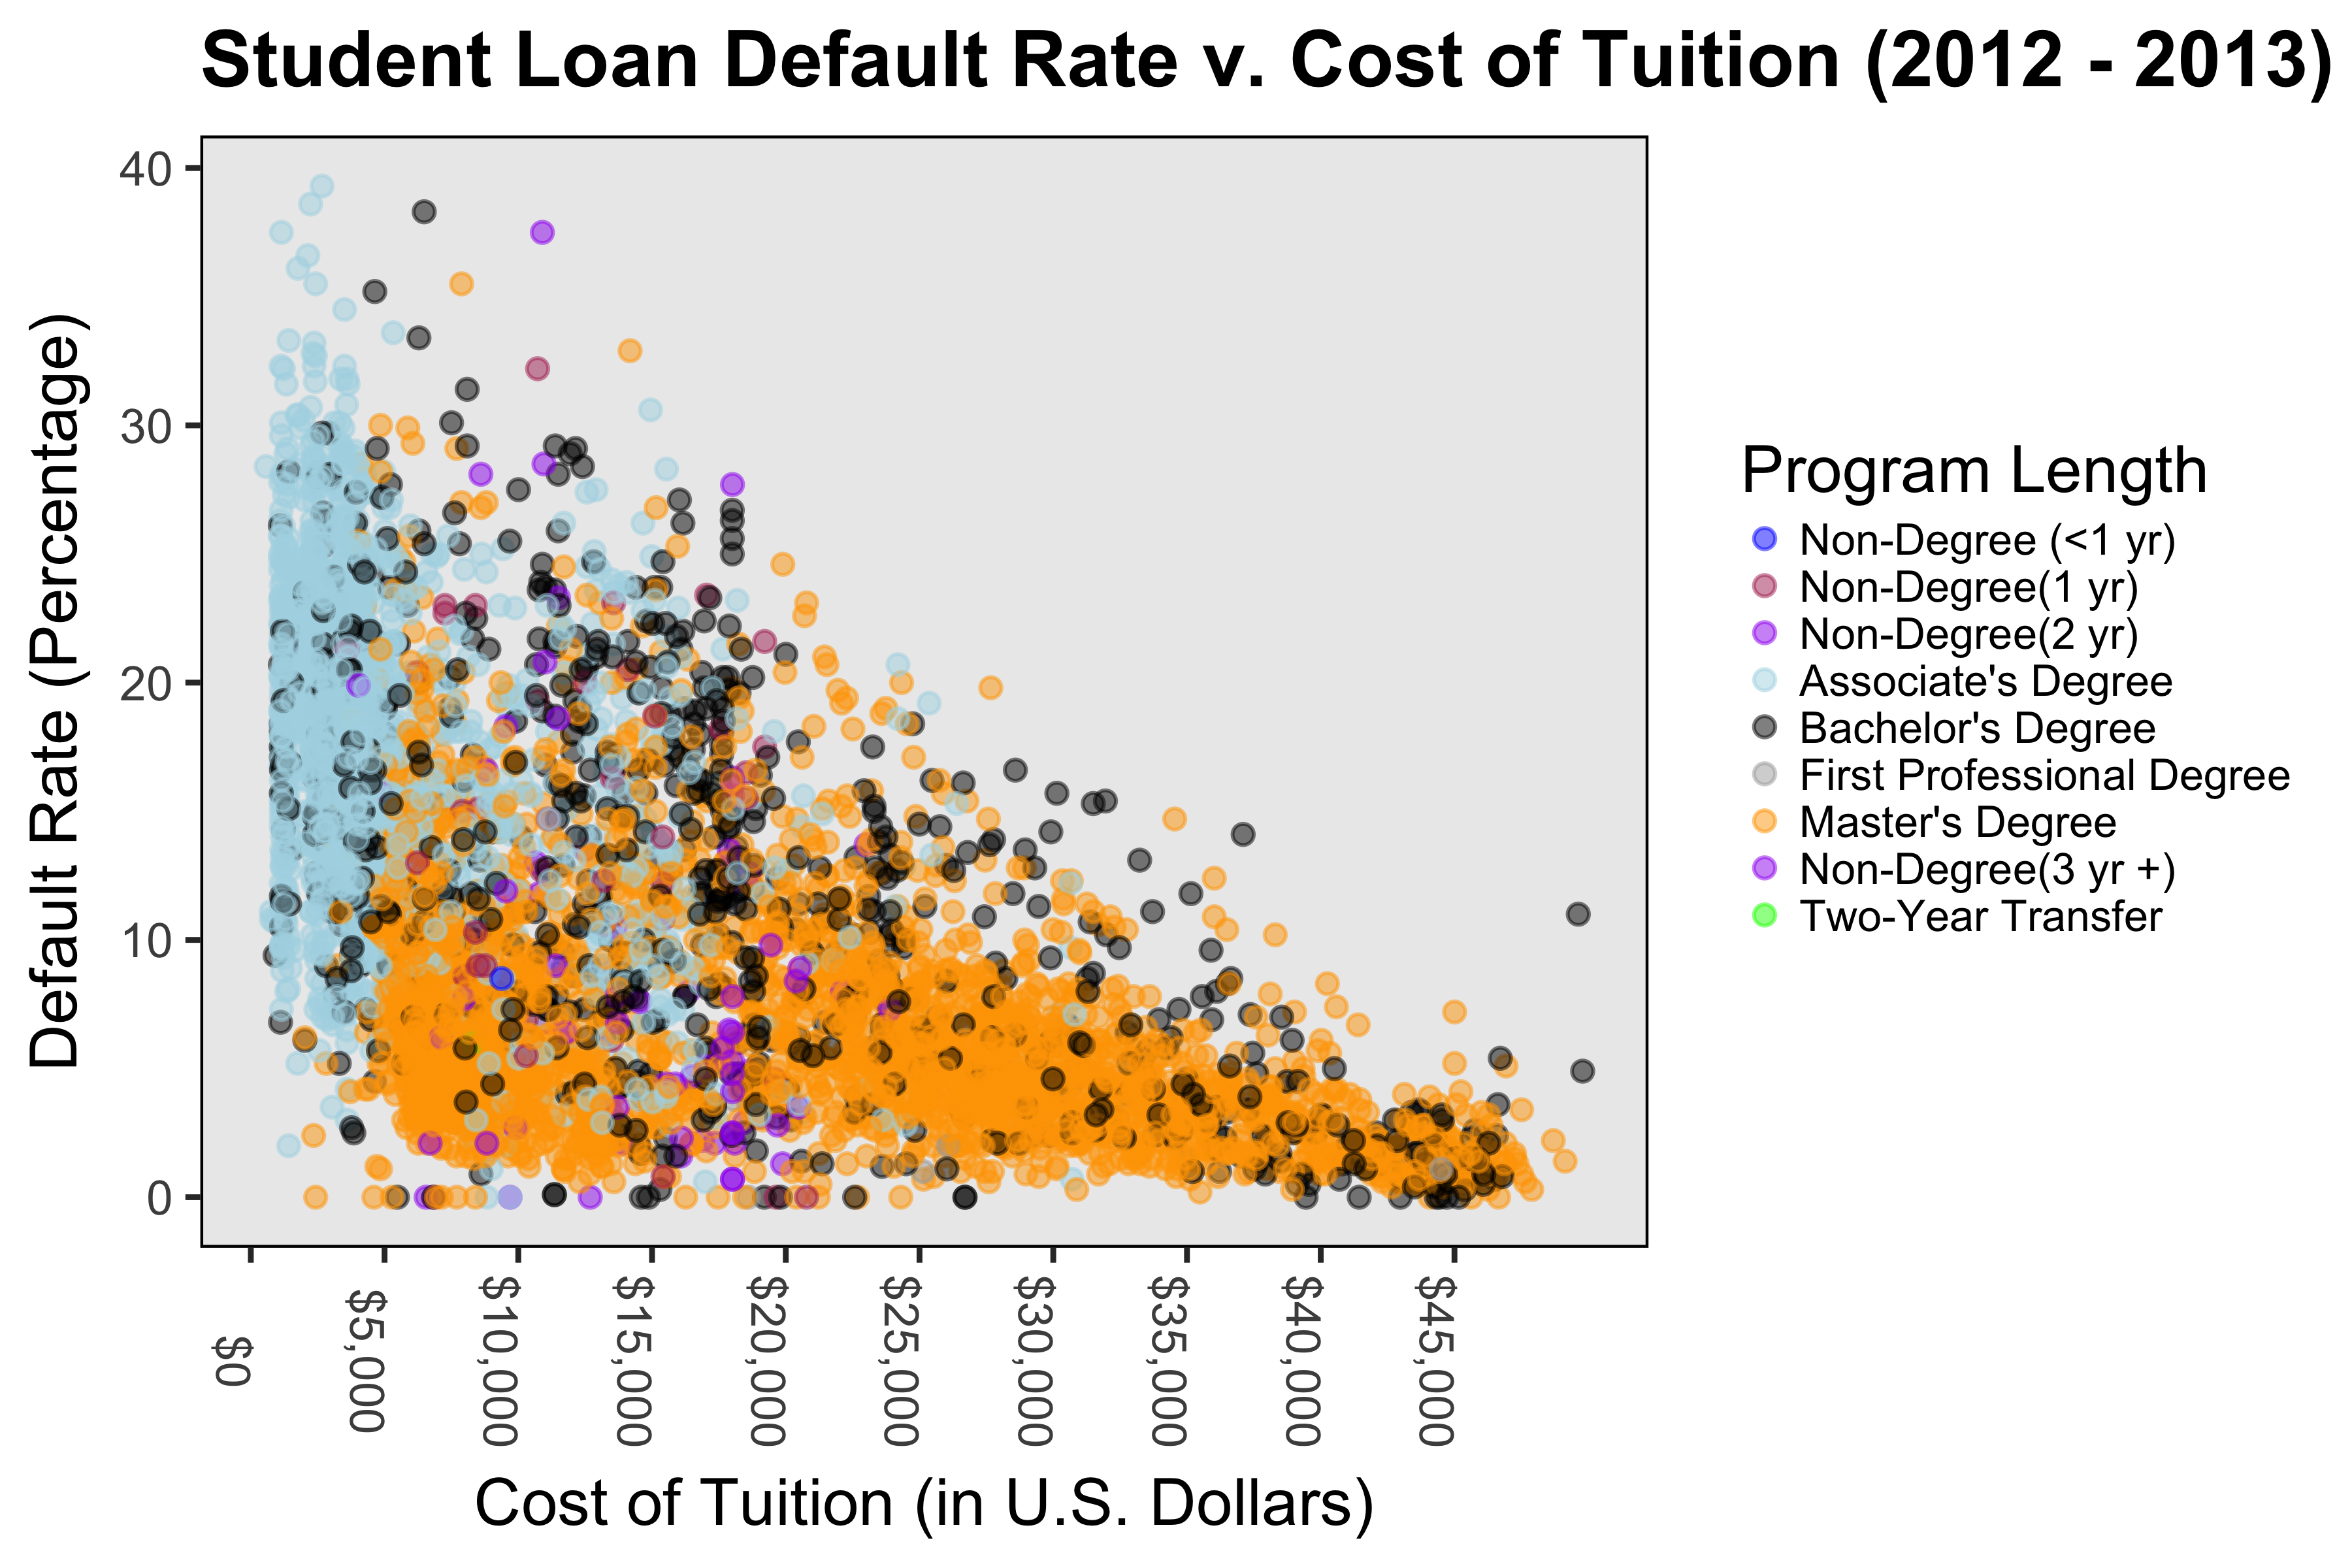 Student Loan Default Rate v. Cost of Tuition (2012 - 2013)
Default Rate (Percentage)
40
30
20
10
0
$0
$5,000
$10,000
$15,000
$20,000
$25,000
$30,000
$35,000
$40,000
$45,000
Cost of Tuition (in U.S. Dollars)
Program Length
Non-Degree (<1 yr)
Non-Degree(1 yr)
Non-Degree(2 yr)
Associate's Degree
Bachelor's Degree
First Professional Degree
Master's Degree
Non-Degree(3 yr +)
Two-Year Transfer